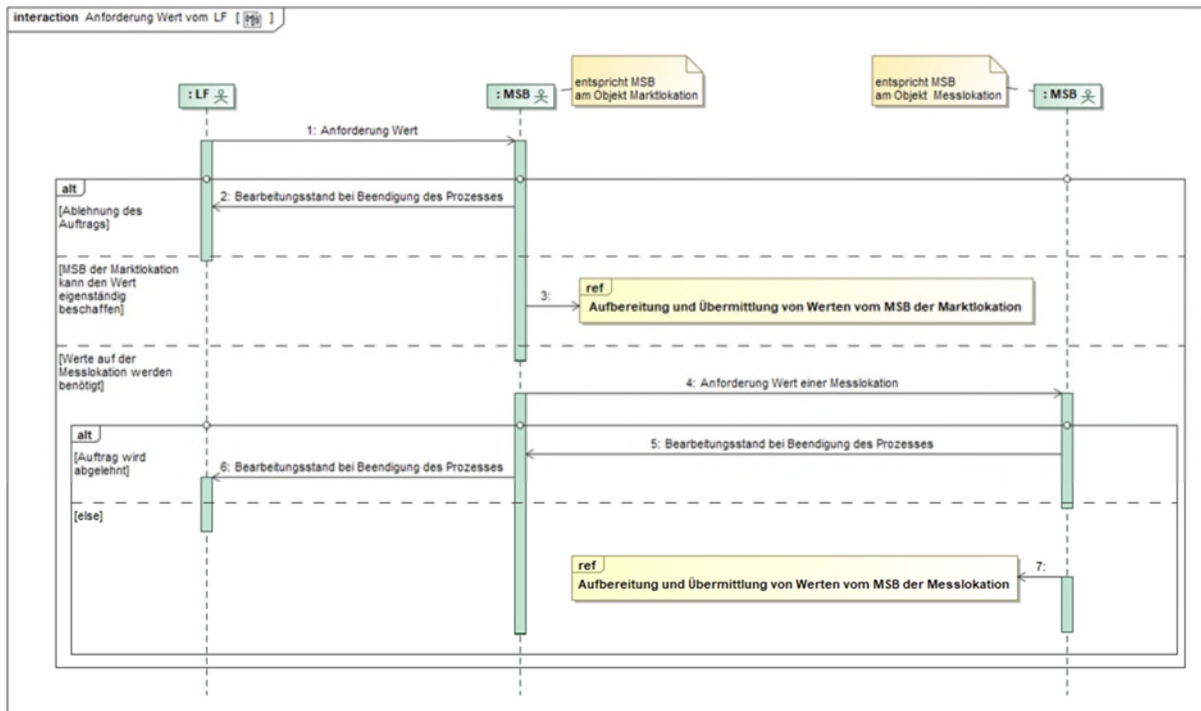 interaction Anforderung Wert vom LF [ ]
entspricht MSB
am Objekt Marktlokation
entspricht MSB
am Objekt Messlokation
: LF
: MSB
: MSB
1: Anforderung Wert
alt
2: Bearbeitungsstand bei Beendigung des Prozesses
[Ablehnung des
Auftrags]
[MSB der Marktlokation
kann den Wert
eigenständig
beschaffen]
3:
ref
Aufbereitung und Übermittlung von Werten vom MSB der Marktlokation
[Werte auf der
Messlokation werden
benötigt]
4: Anforderung Wert einer Messlokation
alt
5: Bearbeitungsstand bei Beendigung des Prozesses
[Auftrag wird
abgelehnt]
6: Bearbeitungsstand bei Beendigung des Prozesses
[else]
ref
7:
Aufbereitung und Übermittlung von Werten vom MSB der Messlokation